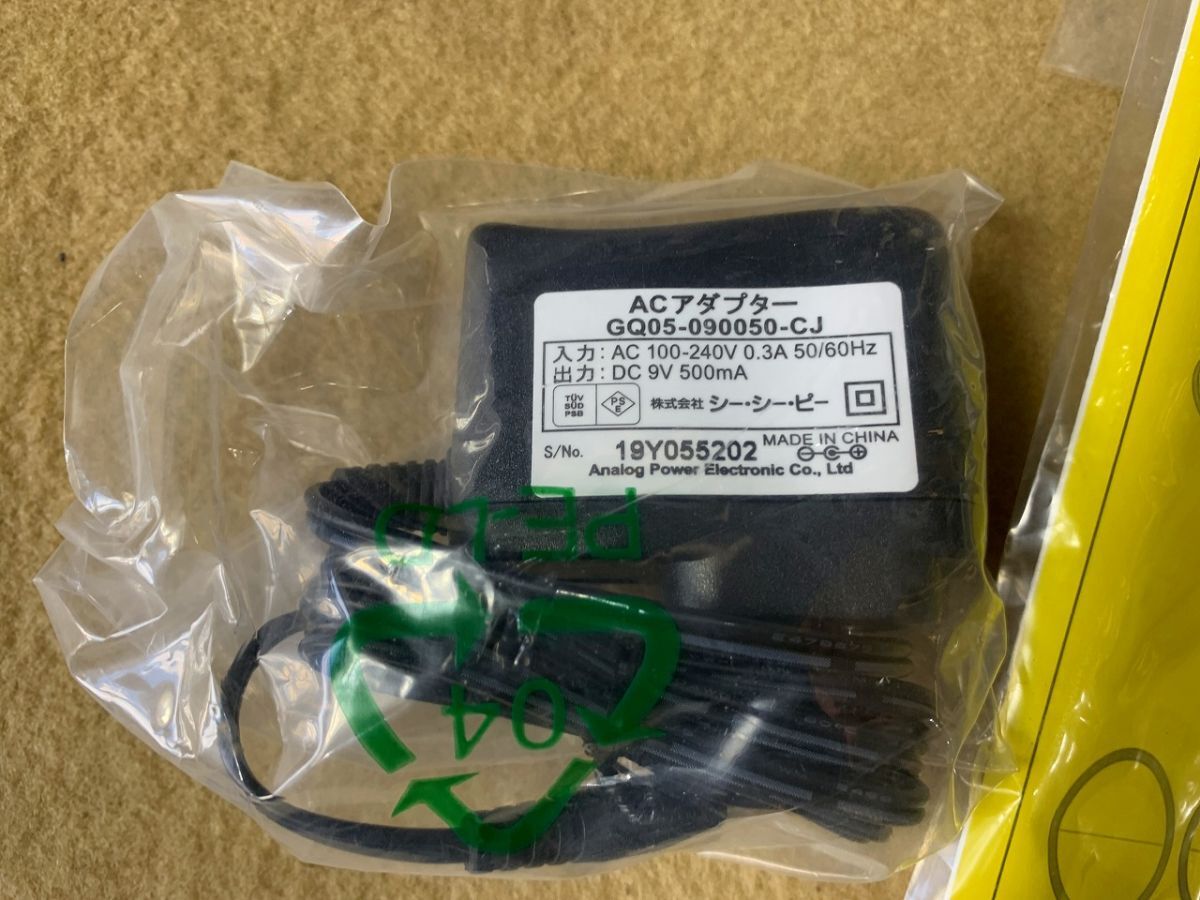 ACアダプター
GQ05-090050-CJ
入力: AC 100-240V 0.3A 50/60Hz
出力: DC 9V 500mA
TÜV
SÜD
PSB
PS
E
株式会社 シー・シー・ピー
MADE IN CHINA
S/No. 19Y055202
Analog Power Electronic Co., Ltd
PE-LD
04